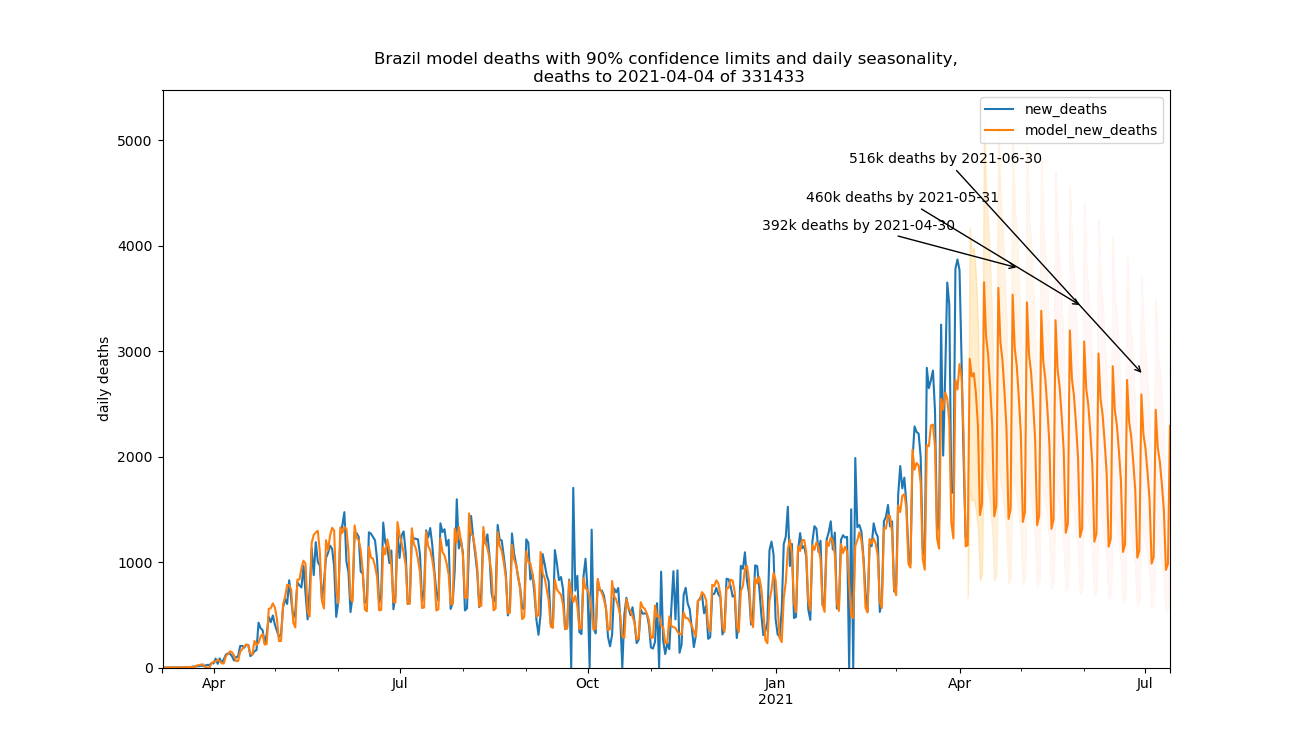 Brazil model deaths with 90% confidence limits and daily seasonality,
deaths to 2021-04-04 of 331433
new_deaths
model_new_deaths
516k deaths by 2021-06-30
460k deaths by 2021-05-31
392k deaths by 2021-04-30
daily deaths
5000
4000
3000
2000
1000
0
Apr
Jul
Oct
Jan
2021
Apr
Jul